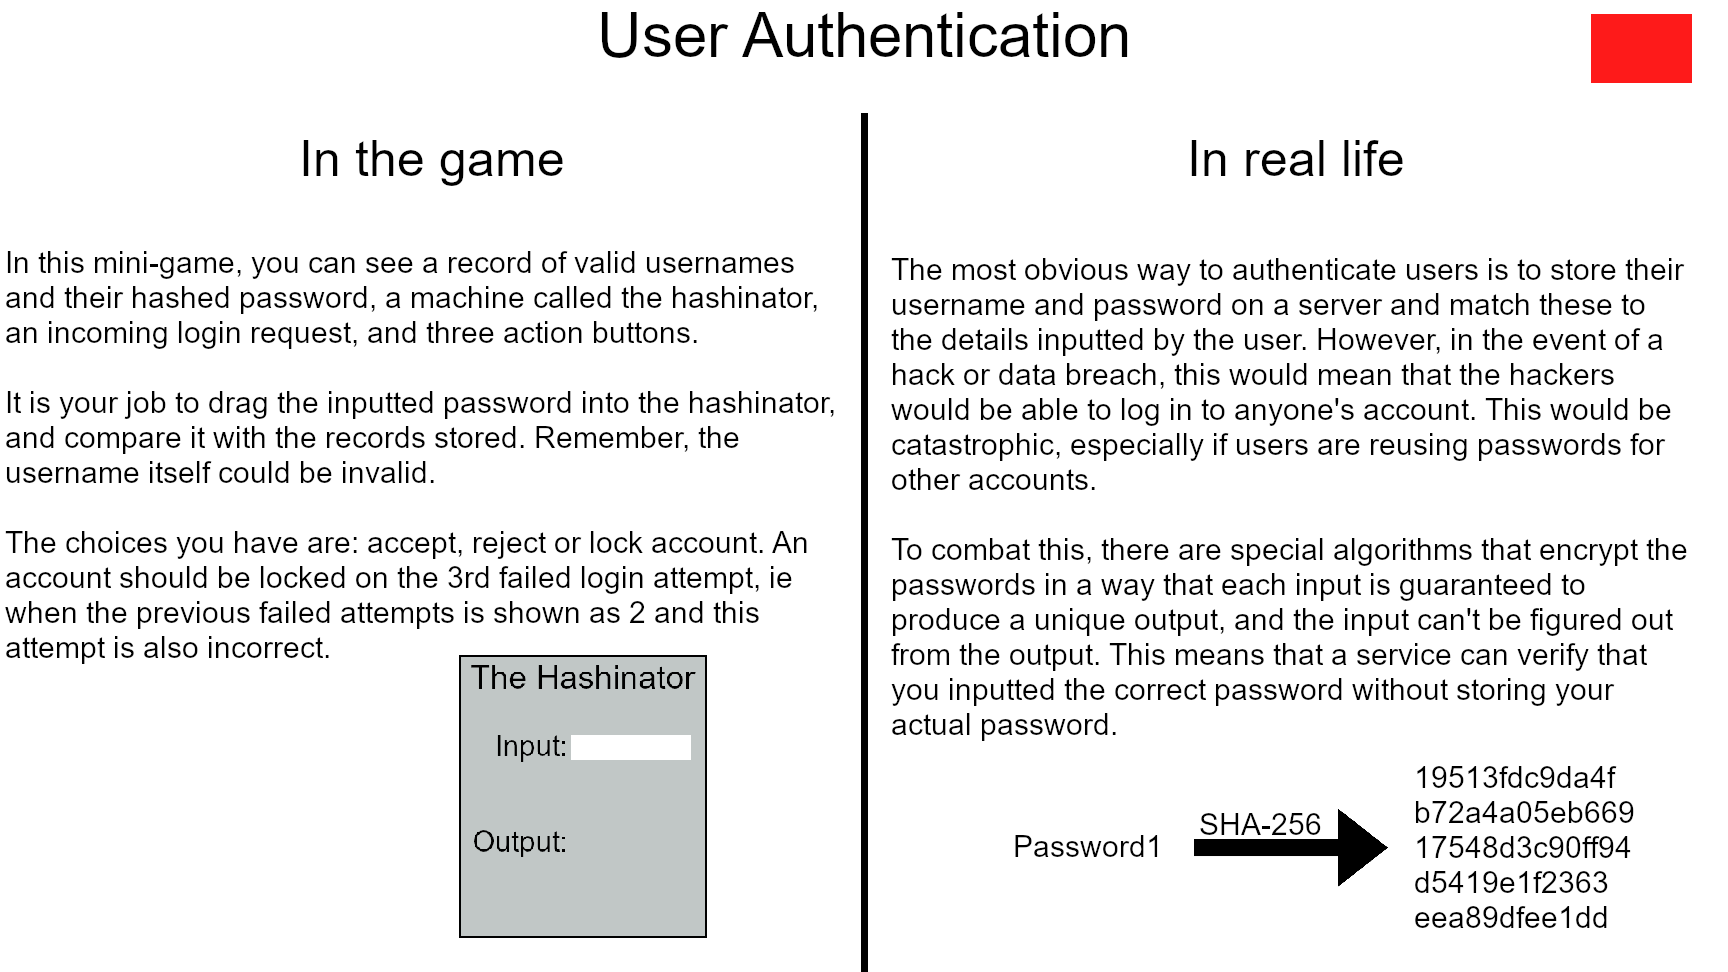 User Authentication
In the game
In this mini-game, you can see a record of valid usernames
and their hashed password, a machine called the hashinator,
an incoming login request, and three action buttons.
It is your job to drag the inputted password into the hashinator,
and compare it with the records stored. Remember, the
username itself could be invalid.
The choices you have are: accept, reject or lock account. An
account should be locked on the 3rd failed login attempt, ie
when the previous failed attempts is shown as 2 and this
attempt is also incorrect.
The Hashinator
Input:
Output:
In real life
The most obvious way to authenticate users is to store their
username and password on a server and match these to
the details inputted by the user. However, in the event of a
hack or data breach, this would mean that the hackers
would be able to log in to anyone's account. This would be
catastrophic, especially if users are reusing passwords for
other accounts.
To combat this, there are special algorithms that encrypt the
passwords in a way that each input is guaranteed to
produce a unique output, and the input can't be figured out
from the output. This means that a service can verify that
you inputted the correct password without storing your
actual password.
Password1
SHA-256
19513fdc9da4f
b72a4a05eb669
17548d3c90ff94
d5419e1f2363
eea89dfee1dd